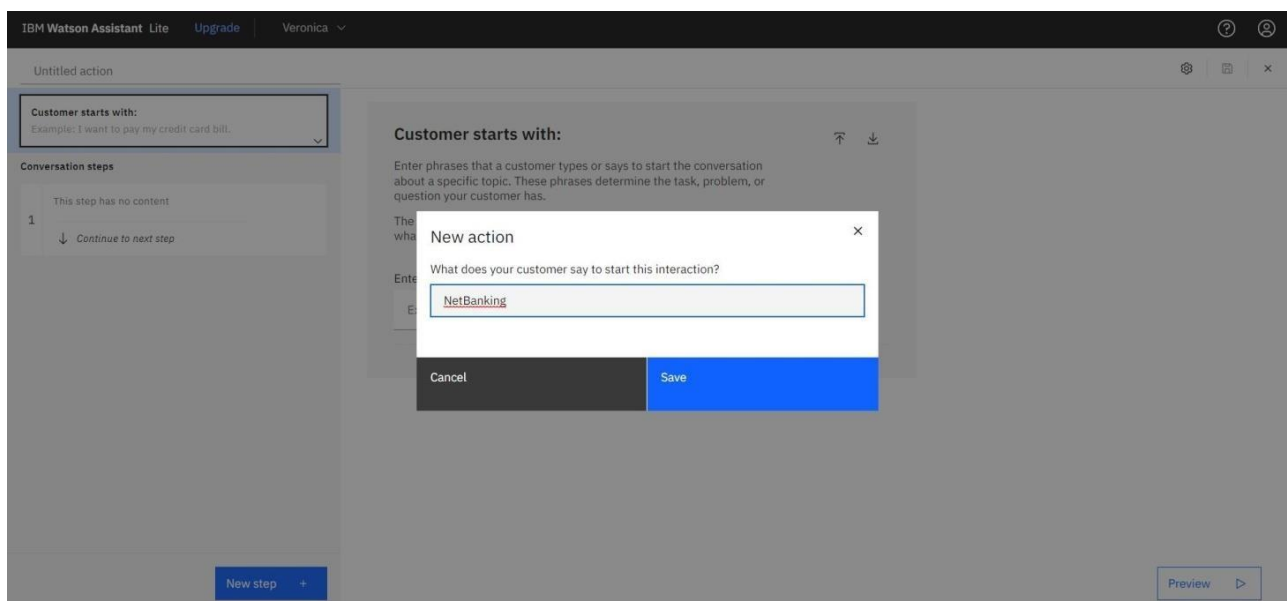 IBM Watson Assistant Lite Upgrade Veronica
Untitled action
Customer starts with:
Example: I want to pay my credit card bill.
Conversation steps
1
This step has no content
Continue to next step
New step +
Customer starts with:
Enter phrases that a customer types or says to start the conversation
about a specific topic. These phrases determine the task, problem, or
question your customer has.
The
wha
Ente
New action
What does your customer say to start this interaction?
NetBanking
Cancel
Save
Preview